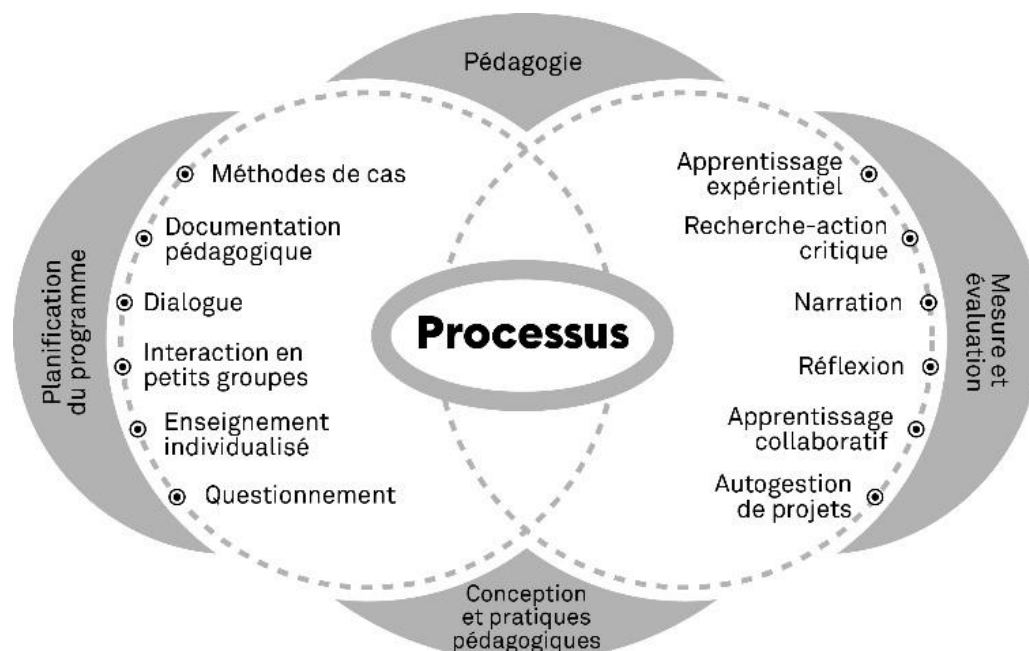 Pédagogie
Planification
du programme
Méthodes de cas
Documentation
pédagogique
Dialogue
Interaction en
petits groupes
Enseignement
individualisé
Questionnement
Processus
Apprentissage
expérientiel
Recherche-action
critique
Narration
Réflexion
Apprentissage
collaboratif
Autogestion
de projets
Mesure et
évaluation
Conception
et pratiques
pédagogiques